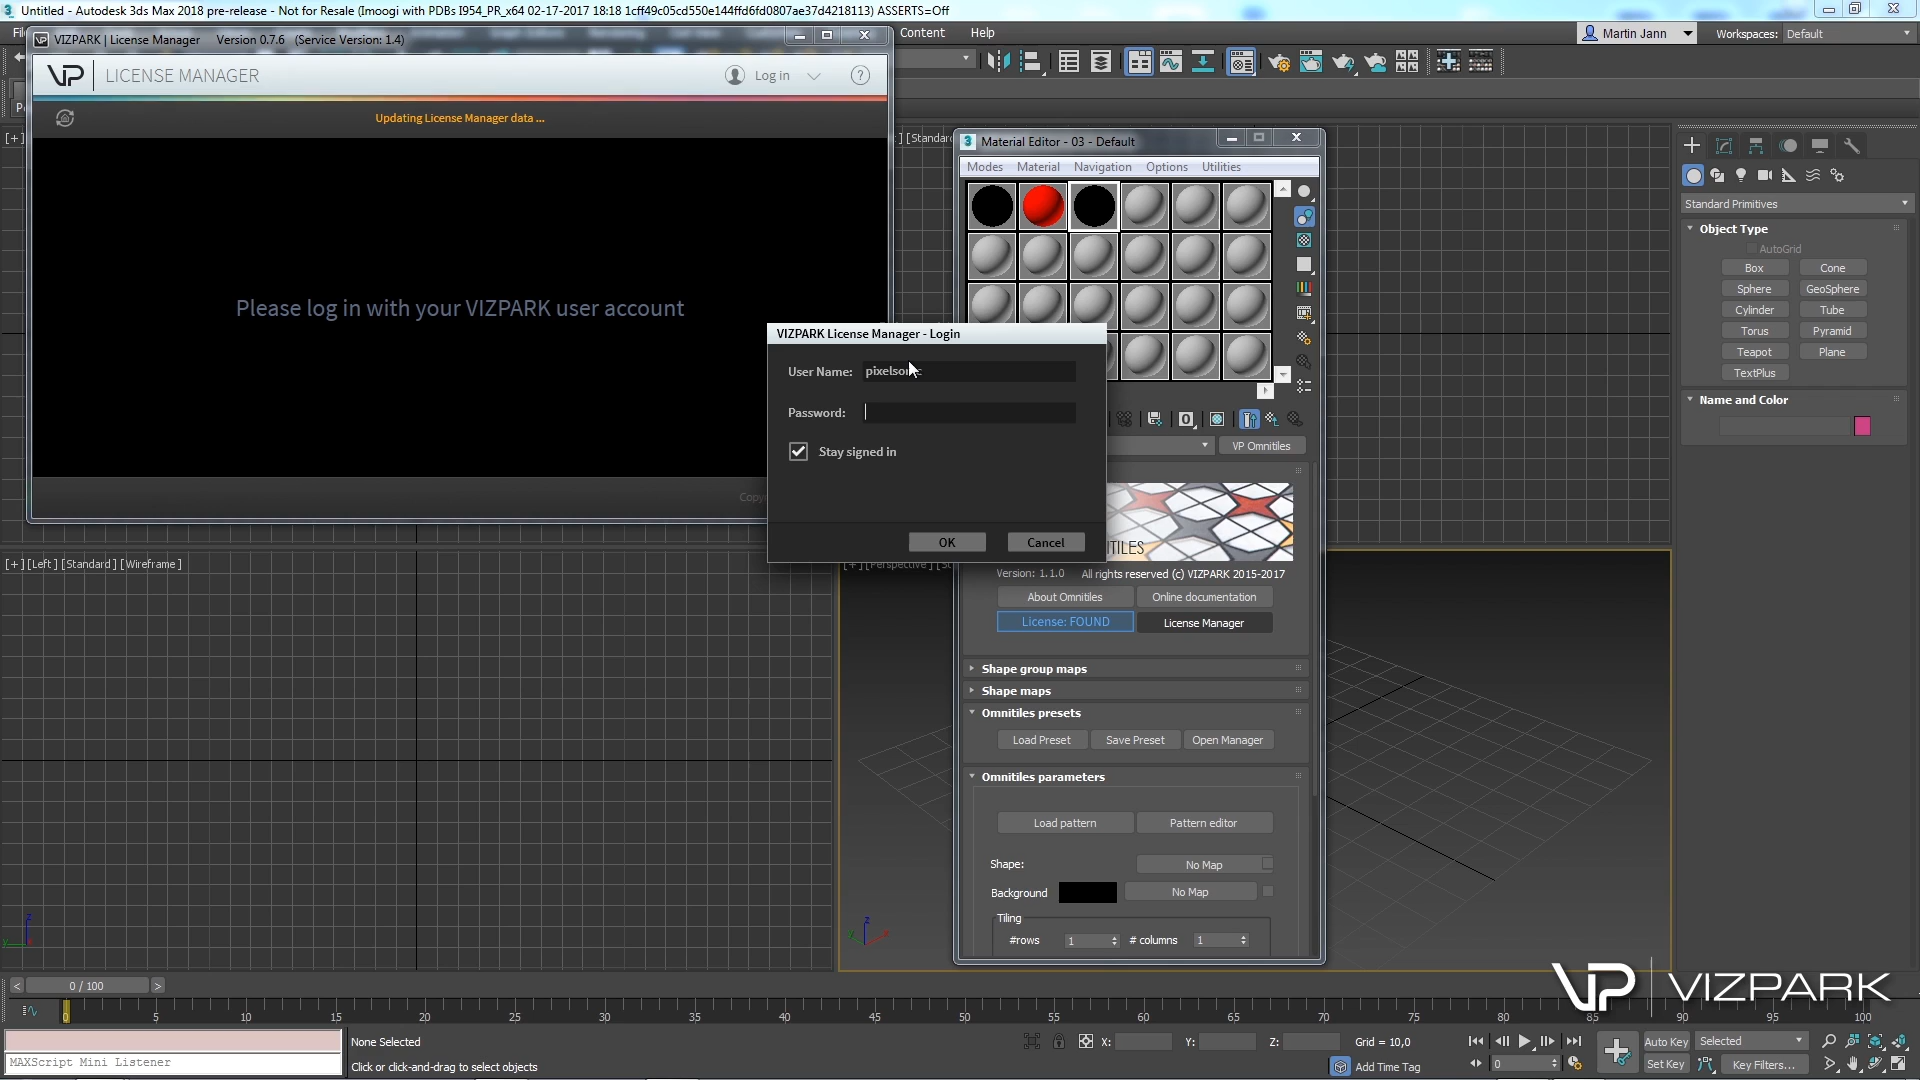 Untitled - Autodesk 3ds Max 2018 pre-release - Not for Resale (Imoogi with PDBs I954_PR_x64 02-17-2017 18:18 1cff49c05cd550e144ffd6fd0807ae37d4218113) ASSERTS=Off
Content Help
Martin Jann
Workspaces: Default
VIZPARK | License Manager Version 0.7.6 (Service Version: 1.4)
VP LICENSE MANAGER
Log in
?
Updating License Manager data ...
Please log in with your VIZPARK user account
VIZPARK License Manager - Login
User Name:
Password:
Stay signed in
OK Cancel
Material Editor - 03 - Default
Modes Material Navigation Options Utilities
VP Omnitiles
Version: 1.1.0 All rights reserved (c) VIZPARK 2015-2017
About Omnitiles Online documentation
License: FOUND License Manager
Shape group maps
Shape maps
Omnitiles presets
Load Preset Save Preset Open Manager
Omnitiles parameters
Load pattern Pattern editor
Shape: No Map
Background No Map
Tiling
#rows 1 # columns 1
Standard Primitives
Object Type
AutoGrid
Box Cone
Sphere GeoSphere
Cylinder Tube
Torus Pyramid
Teapot Plane
TextPlus
Name and Color
[+] [Left] [Standard] [Wireframe]
VP VIZPARK
< 0 / 100 >
0 5 10 15 20 25 30 35 40 45 50 55 60 65 70 75 80 85 90 95 100
None Selected
X: Y: Z: Grid = 10,0
Auto Key Selected
MAXScript Mini Listener
Click or click-and-drag to select objects
Add Time Tag
0
Set Key Key Filters...